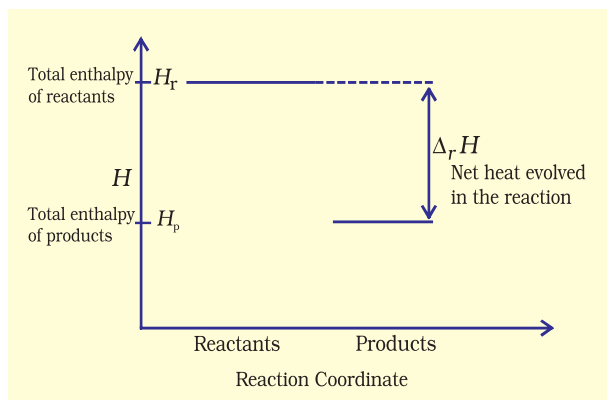 Total enthalpy
of reactants
Hr
ΔrH
Net heat evolved
in the reaction
H
Total enthalpy
of products
Hp
Reactants
Products
Reaction Coordinate